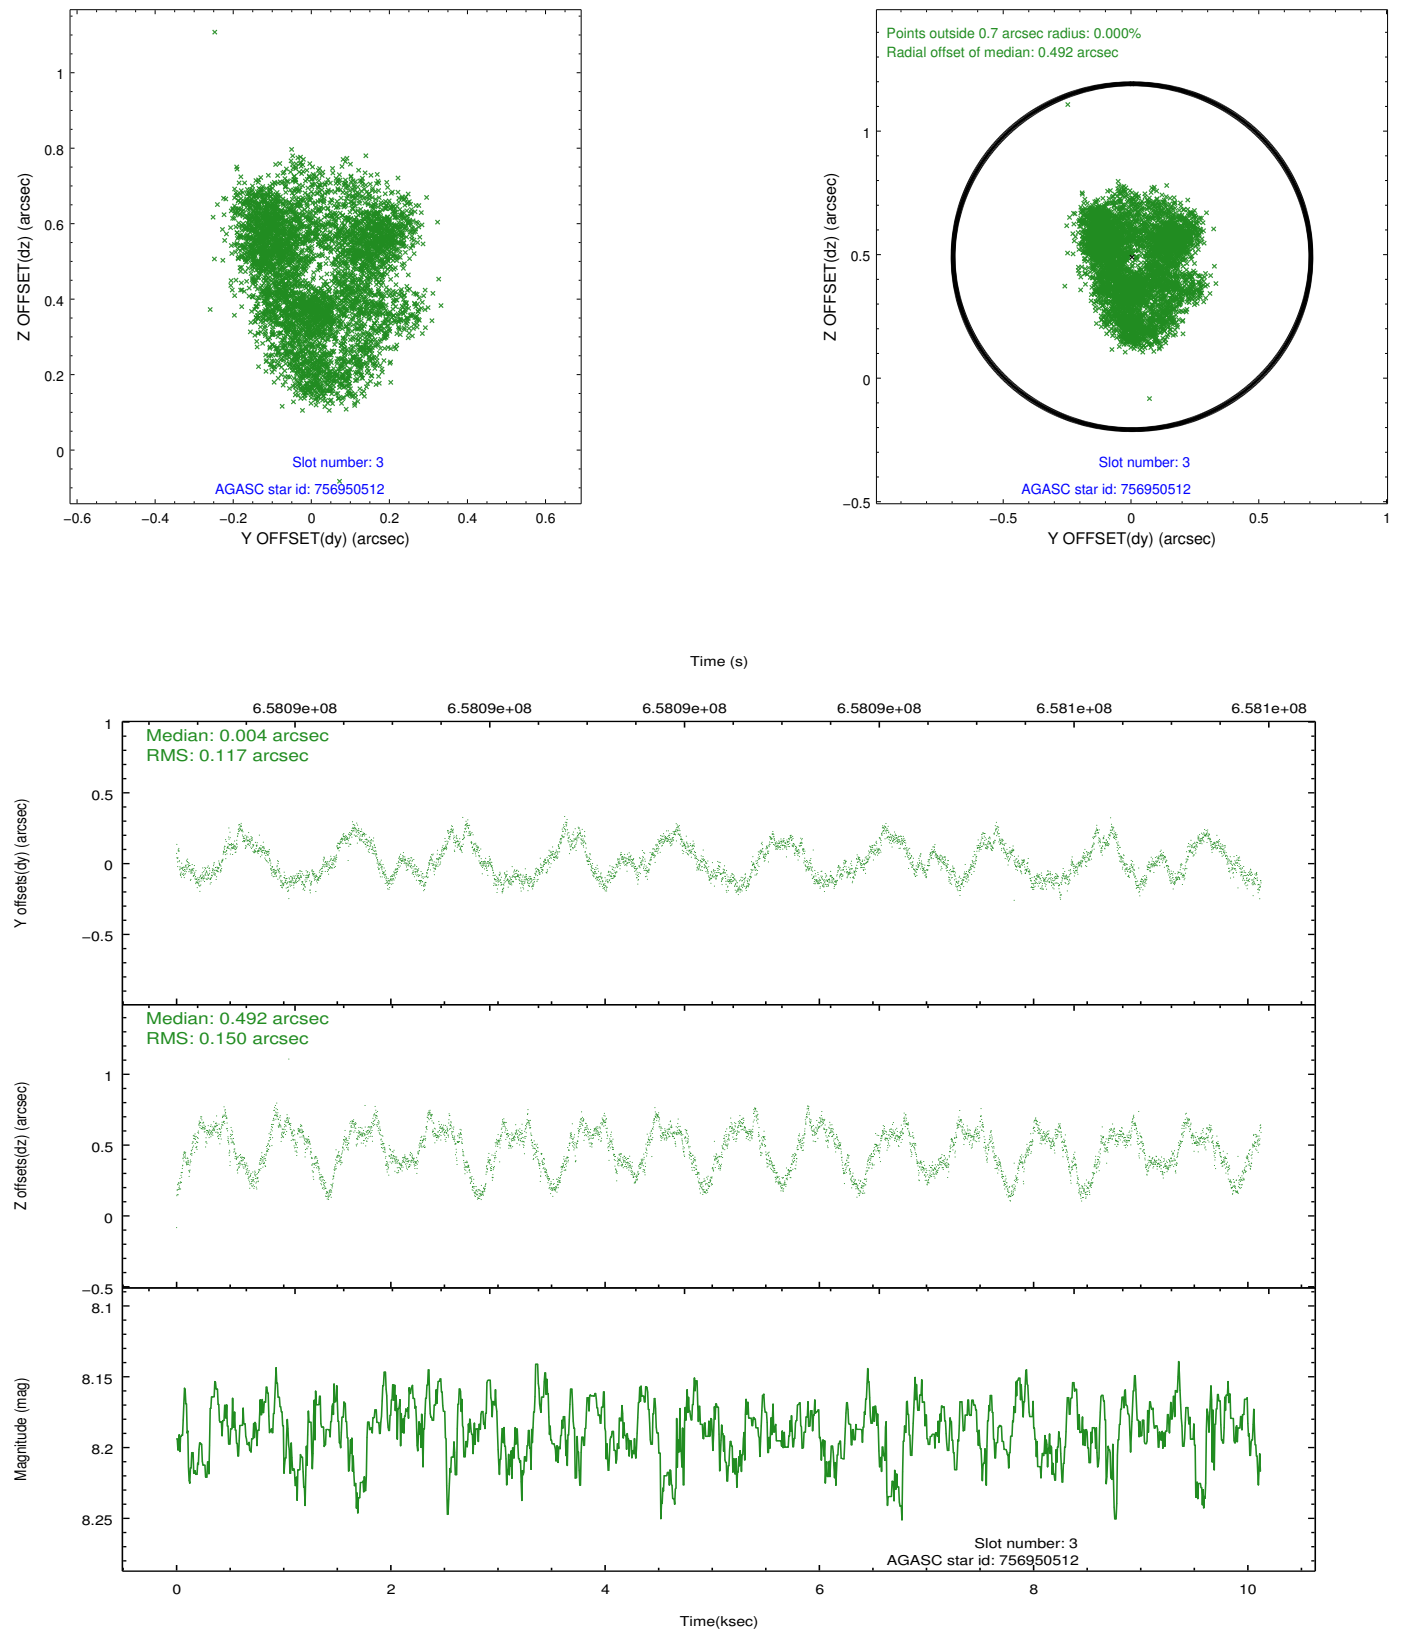 1
0.8
0.6
0.4
0.2
0
Z OFFSET(dz) (arcsec)
Slot number: 3
AGASC star id: 756950512
−0.6 −0.4 −0.2 0 0.2 0.4 0.6
Y OFFSET(dy) (arcsec)
Points outside 0.7 arcsec radius: 0.000%
Radial offset of median: 0.492 arcsec
1
0.5
0
−0.5
Z OFFSET(dz) (arcsec)
Slot number: 3
AGASC star id: 756950512
−0.5 0 0.5 1
Y OFFSET(dy) (arcsec)
Time (s)
6.5809e+08 6.5809e+08 6.5809e+08 6.5809e+08 6.581e+08 6.581e+08
Median: 0.004 arcsec
RMS: 0.117 arcsec
1
0.5
0
−0.5
Y offsets(dy) (arcsec)
Median: 0.492 arcsec
RMS: 0.150 arcsec
1
0.5
0
−0.5
Z offsets(dz) (arcsec)
8.1
8.15
8.2
8.25
Magnitude (mag)
Slot number: 3
AGASC star id: 756950512
0 2 4 6 8 10
Time(ksec)